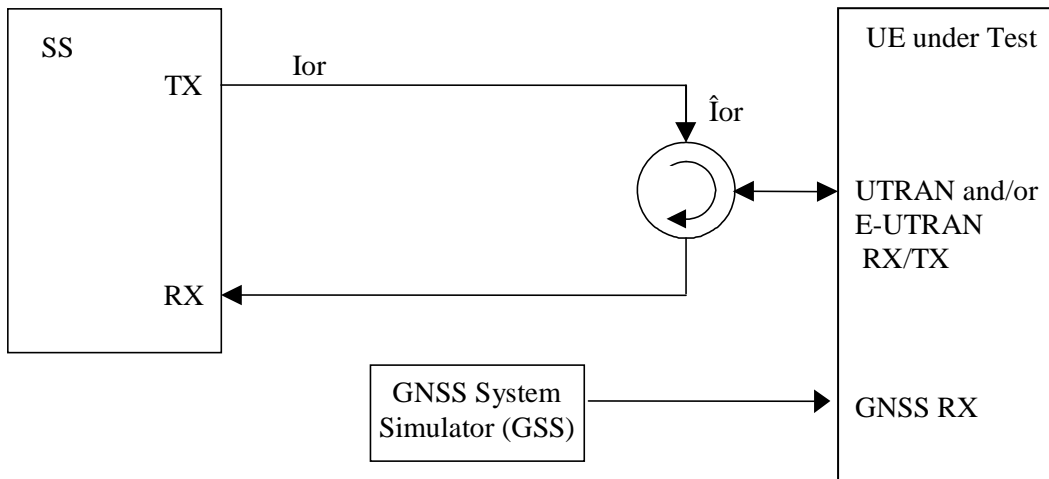 SS
UE under Test
TX
Ior
Îor
UTRAN and/or
E-UTRAN
RX/TX
RX
GNSS System
Simulator (GSS)
GNSS RX